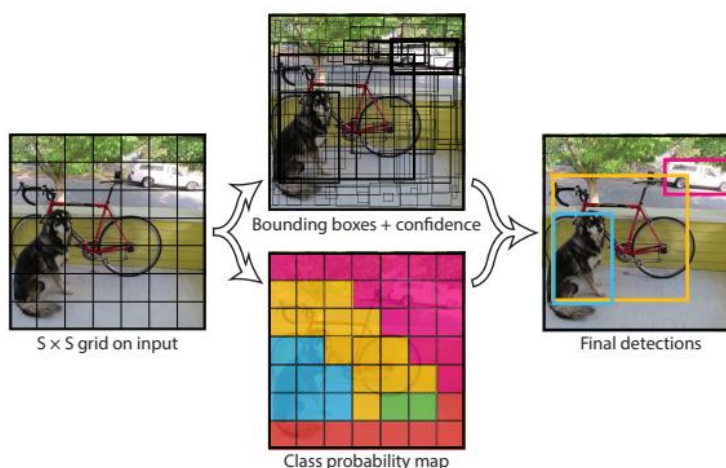 Bounding boxes + confidence
S × S grid on input
Final detections
Class probability map